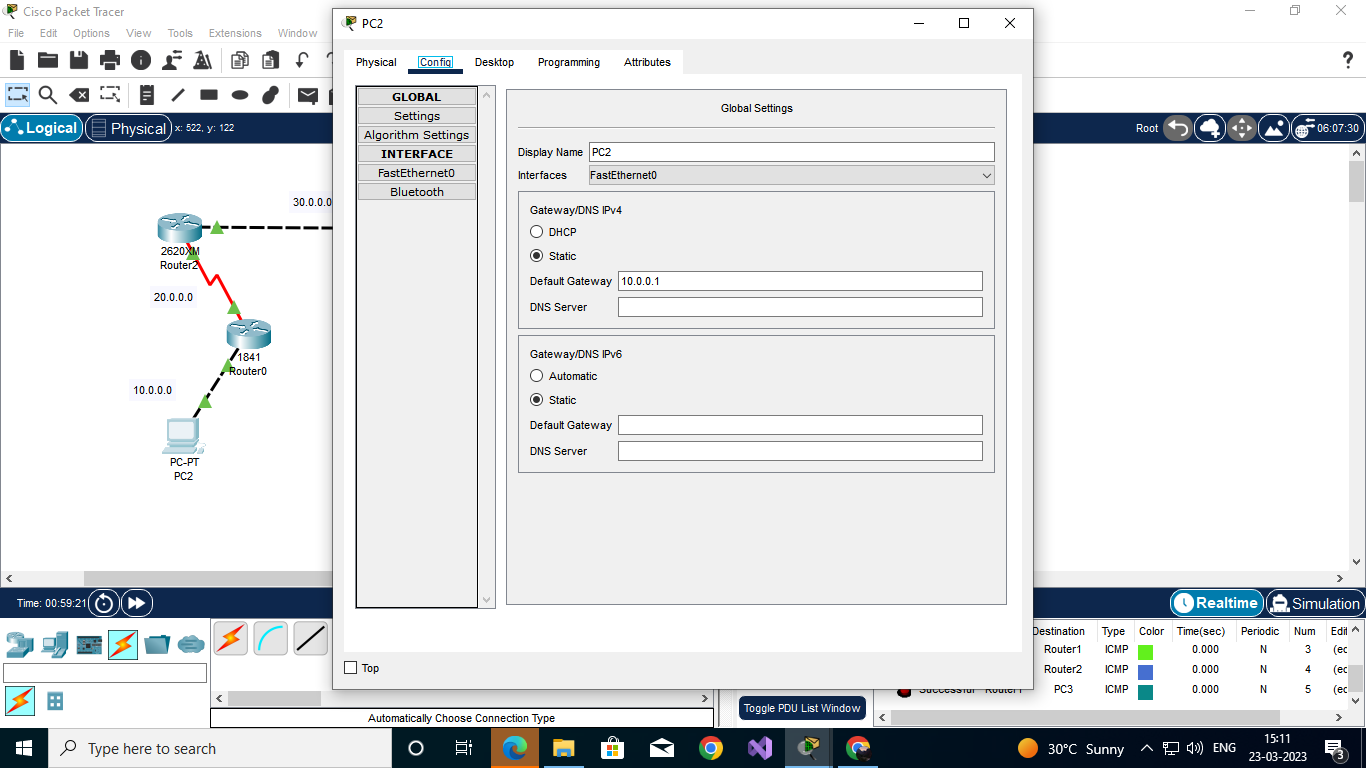 Cisco Packet Tracer
File Edit Options View Tools Extensions Window
Logical
Physical
x: 522, y: 122
Root
06:07:30
30.0.0.0
2620XM
Router2
20.0.0.0
1841
Router0
10.0.0.0
PC-PT
PC2
PC2
Physical Config Desktop Programming Attributes
GLOBAL
Settings
Algorithm Settings
INTERFACE
FastEthernet0
Bluetooth
Global Settings
Display Name PC2
Interfaces FastEthernet0
Gateway/DNS IPv4
DHCP
Static
Default Gateway 10.0.0.1
DNS Server
Gateway/DNS IPv6
Automatic
Static
Default Gateway
DNS Server
Top
Time: 00:59:21
Realtime
Simulation
Destination Type Color Time(sec) Periodic Num Edi
Router1 ICMP 0.000 N 3 (ec
Router2 ICMP 0.000 N 4 (ec
Successful Router1 PC3 ICMP 0.000 N 5 (ec
Toggle PDU List Window
Automatically Choose Connection Type
Type here to search
30°C Sunny
ENG
15:11
23-03-2023
3